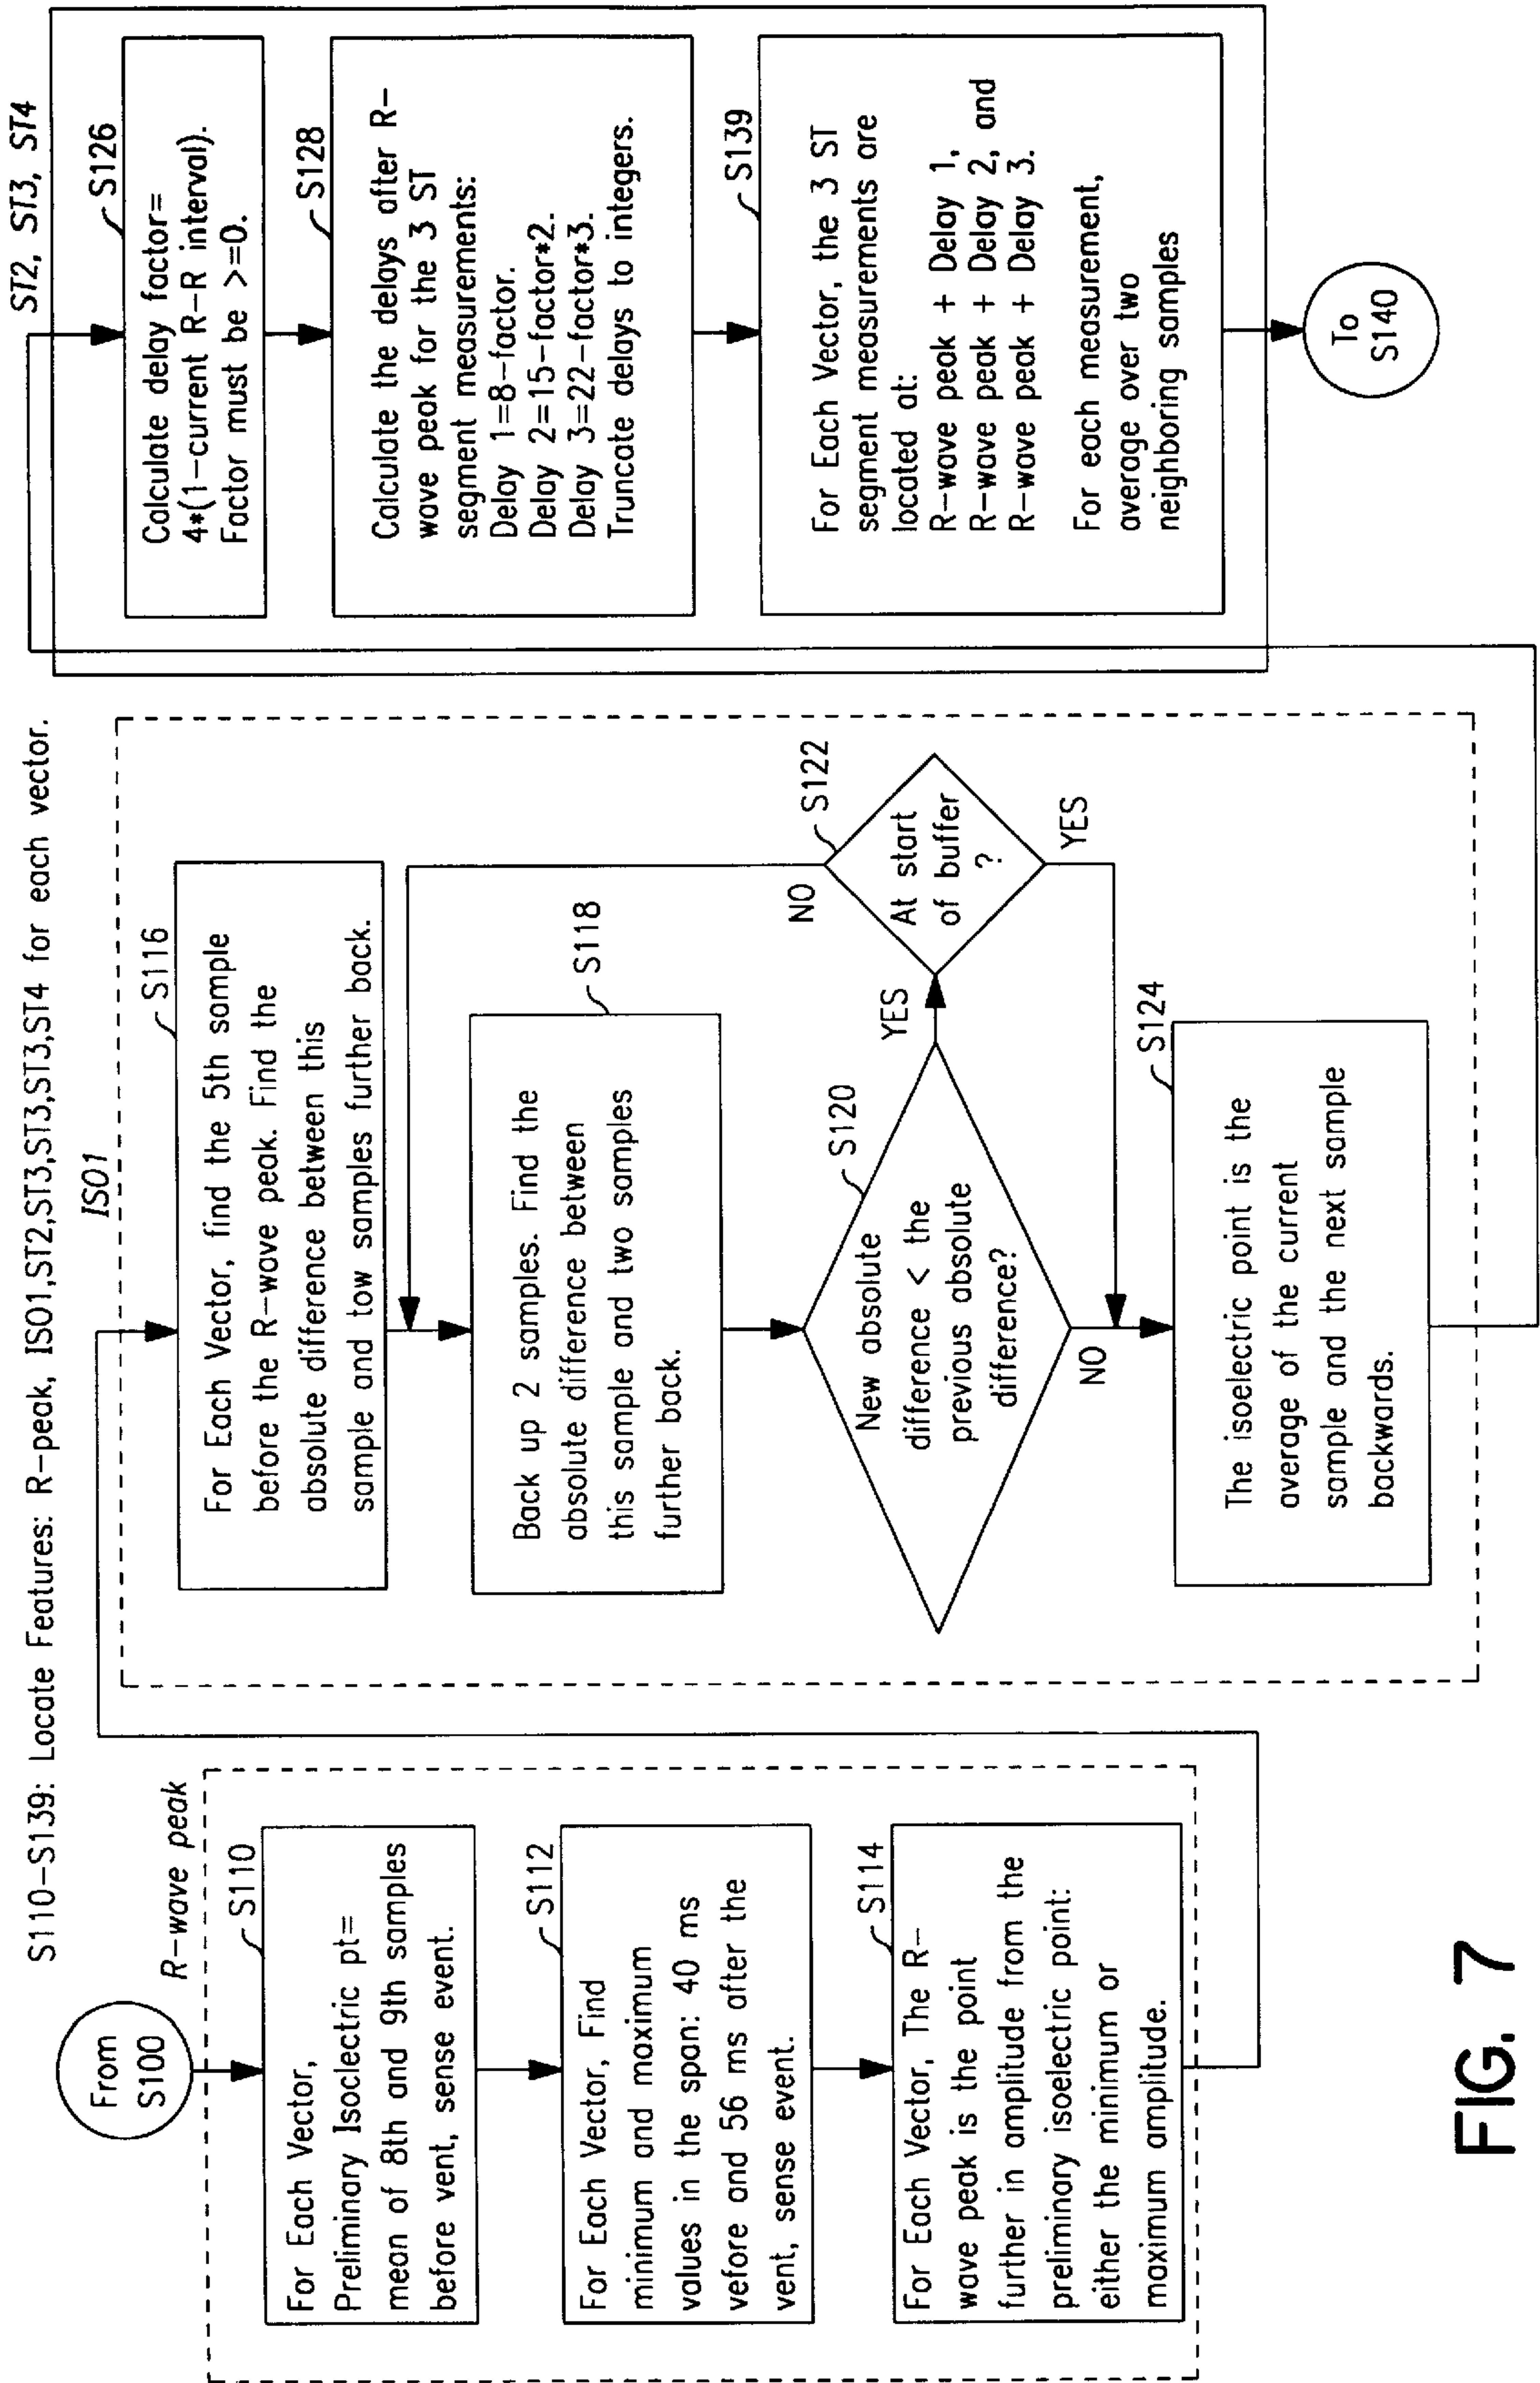 S110-S139: Locate Features: R-peak, ISO1,ST2,ST3,ST3,ST3,ST4 for each vector.
From
S100
R-wave peak
S110
For Each Vector,
Preliminary Isoclectric pt=
mean of 8th and 9th samples
before vent, sense event.
S112
For Each Vector, Find
minimum and maximum
values in the span: 40 ms
vefore and 56 ms after the
vent, sense event.
S114
For Each Vector, The R-
wave peak is the point
further in amplitude from the
preliminary isoelectric point:
either the minimum or
maximum amplitude.
ISO1
S116
For Each Vector, find the 5th sample
before the R-wave peak. Find the
absolute difference between this
sample and tow samples further back.
S118
Back up 2 samples. Find the
absolute difference between
this sample and two samples
further back.
S120
New absolute
difference < the
previous absolute
difference?
YES
NO
S122
At start
of buffer
?
NO
YES
S124
The isoelectric point is the
average of the current
sample and the next sample
backwards.
ST2, ST3, ST4
S126
Calculate delay factor=
4*(1-current R-R interval).
Factor must be >=0.
S128
Calculate the delays after R-
wave peak for the 3 ST
segment measurements:
Delay 1=8-factor.
Delay 2=15-factor*2.
Delay 3=22-factor*3.
Truncate delays to integers.
S139
For Each Vector, the 3 ST
segment measurements are
located at:
R-wave peak + Delay 1,
R-wave peak + Delay 2, and
R-wave peak + Delay 3.
For each measurement,
average over two
neighboring samples
To
S140
FIG. 7